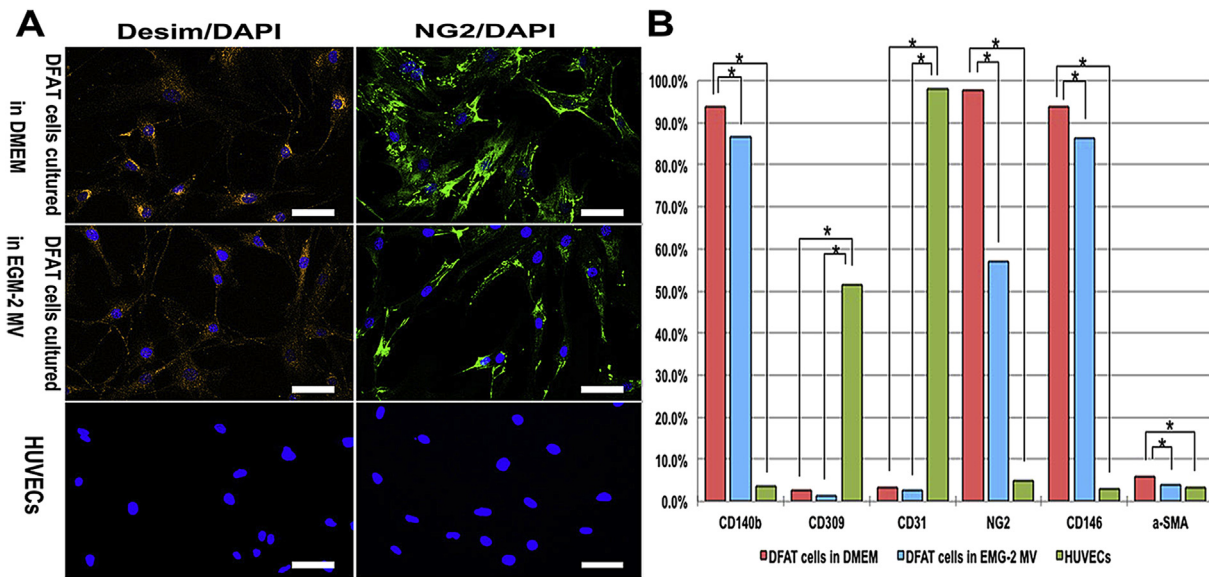 A
Desim/DAPI
NG2/DAPI
DFAT cells cultured
in DMEM
DFAT cells cultured
in EGM-2 MV
HUVECs
B
100.0%
90.0%
80.0%
70.0%
60.0%
50.0%
40.0%
30.0%
20.0%
10.0%
0.0%
* * * * * * * * * * * *
CD140b CD309 CD31 NG2 CD146 a-SMA
DFAT cells in DMEM DFAT cells in EMG-2 MV HUVECs